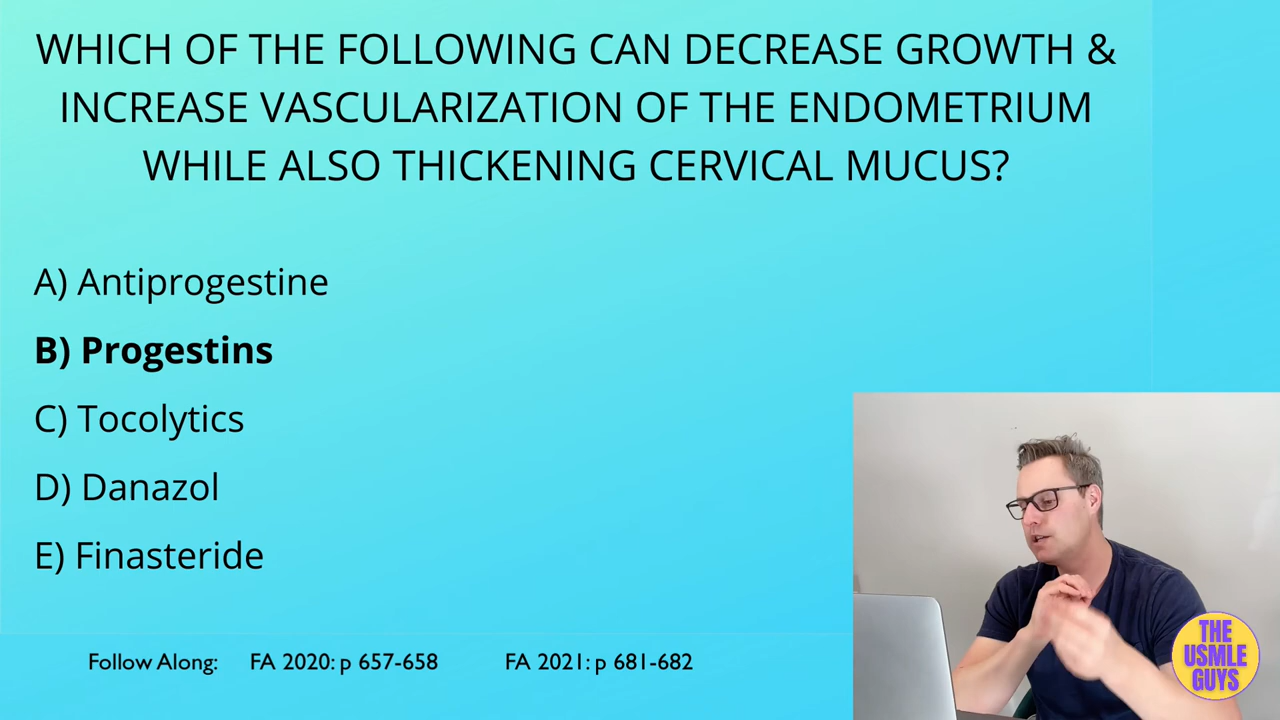 WHICH OF THE FOLLOWING CAN DECREASE GROWTH &
INCREASE VASCULARIZATION OF THE ENDOMETRIUM
WHILE ALSO THICKENING CERVICAL MUCUS?
A) Antiprogestine
B) Progestins
C) Tocolytics
D) Danazol
E) Finasteride
Follow Along: FA 2020: p 657-658 FA 2021: p 681-682
THE
USMLE
GUYS